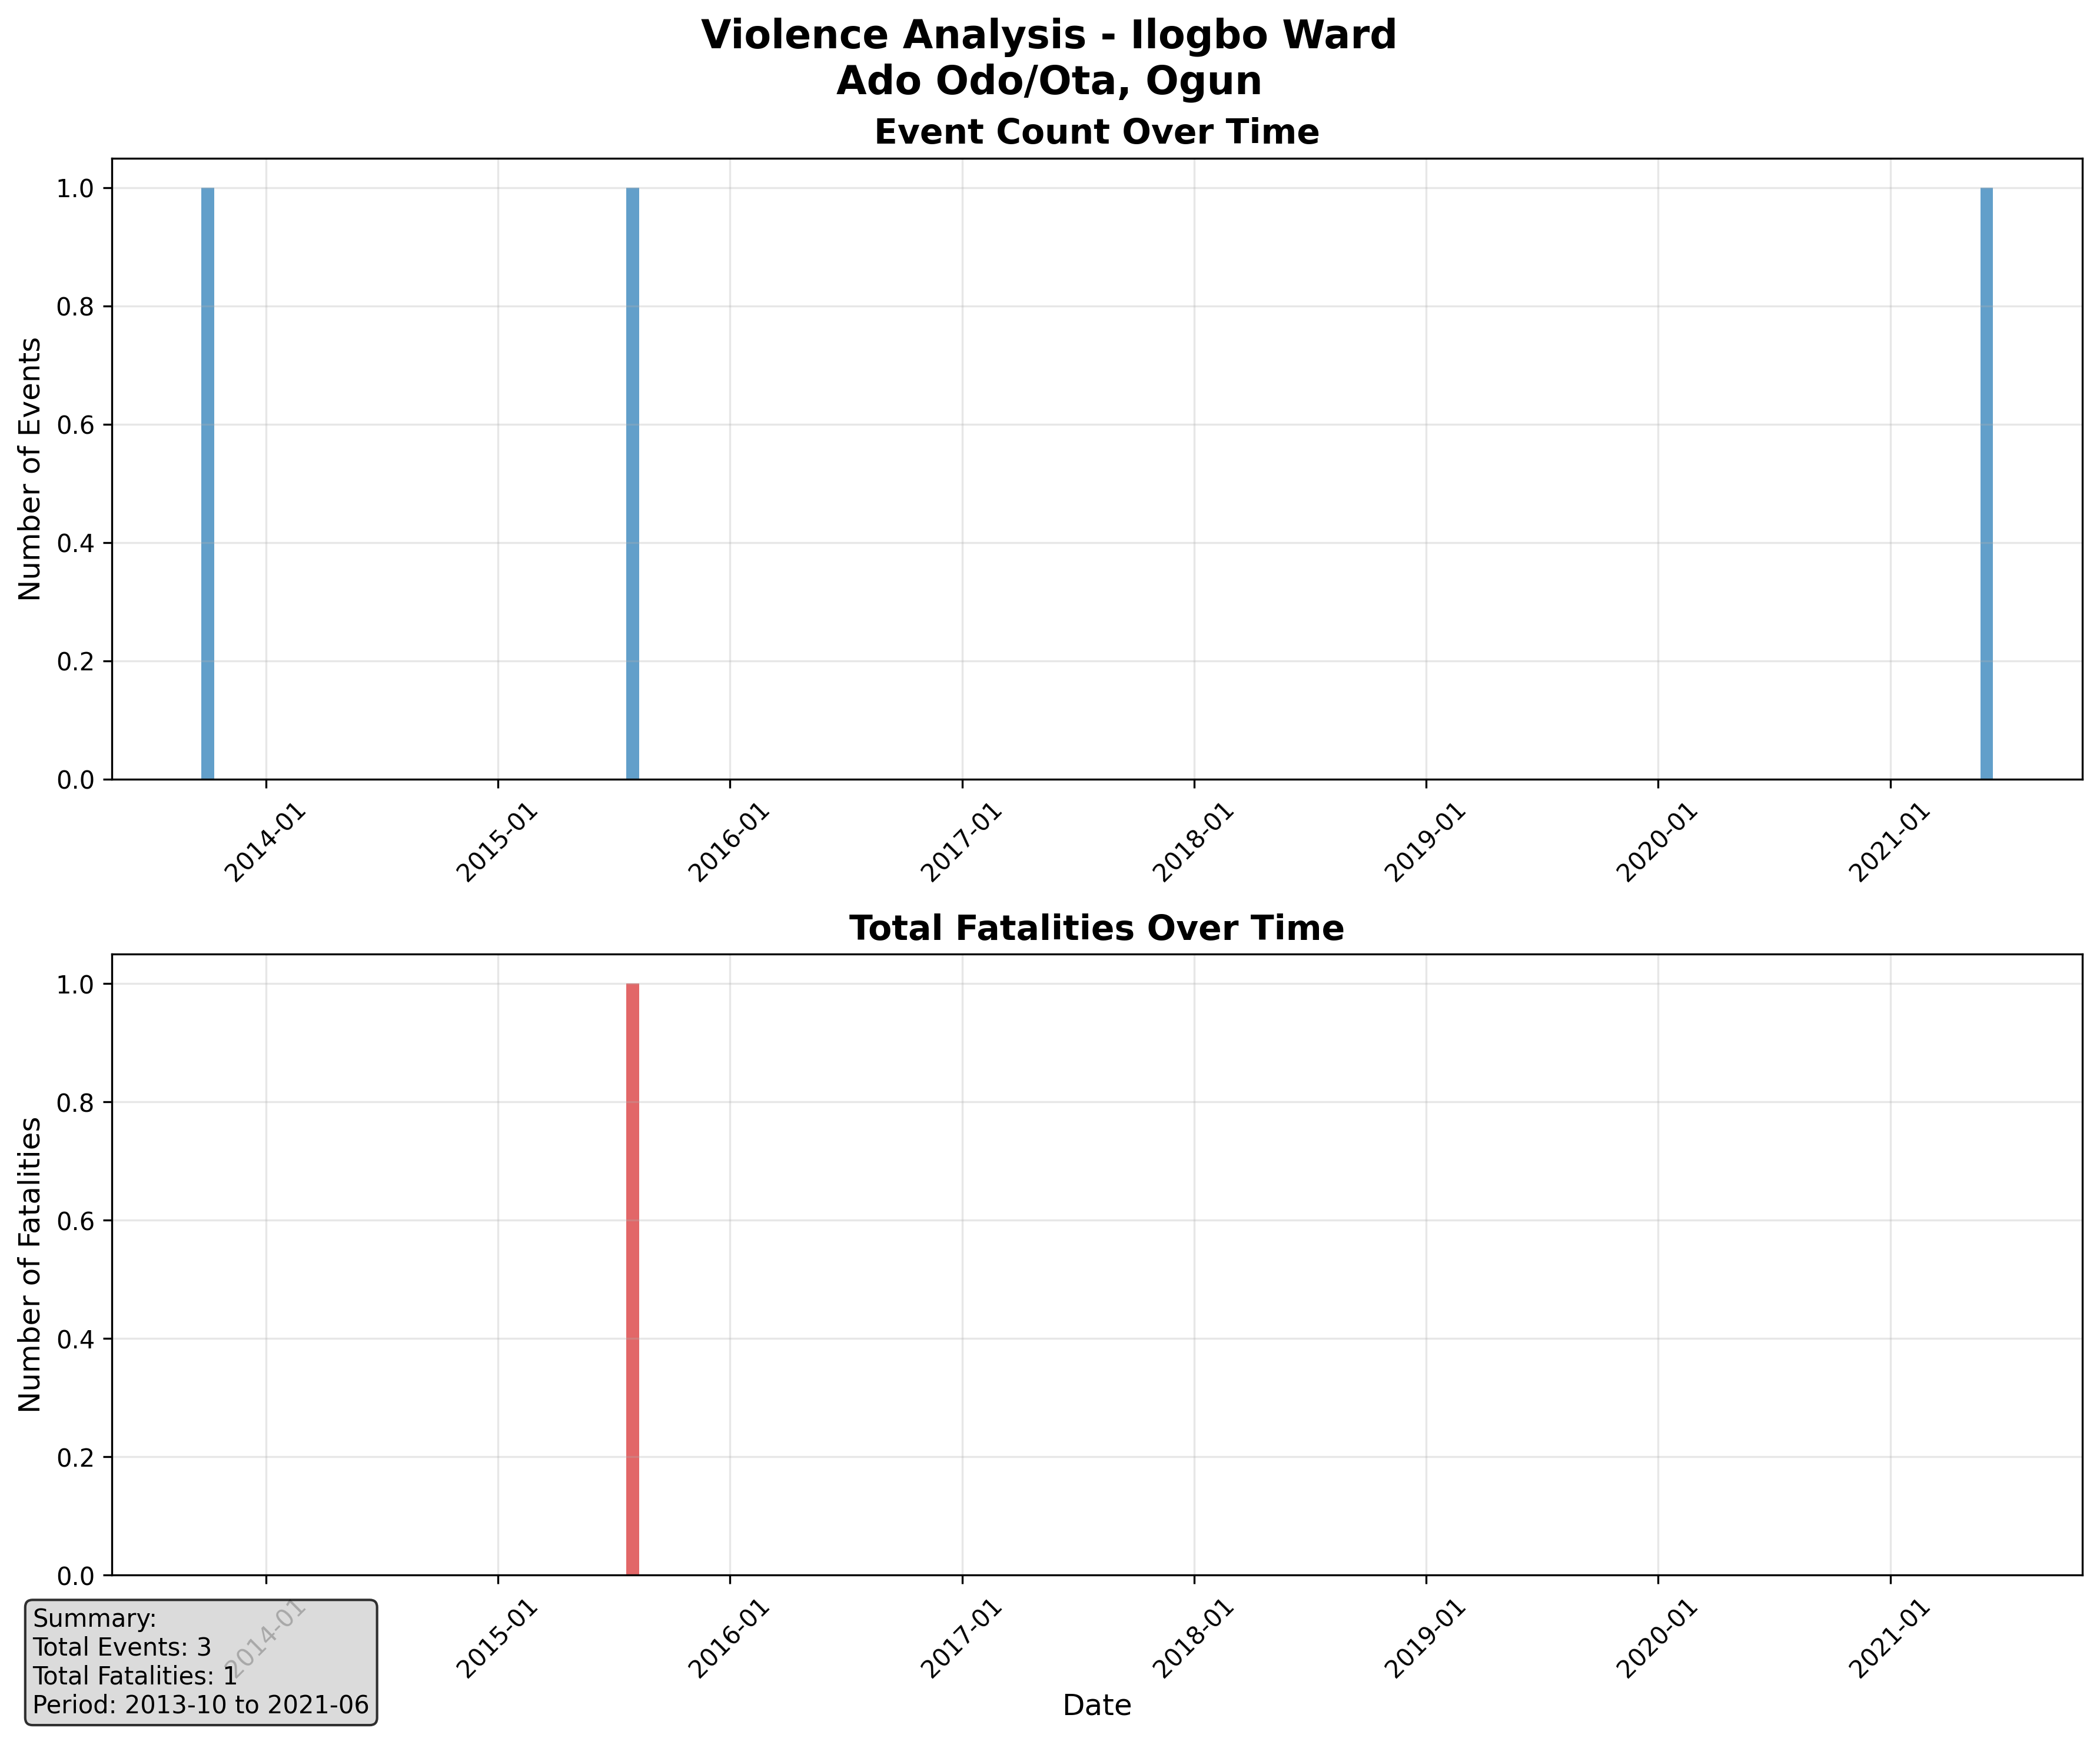 Violence Analysis - Ilogbo Ward
Ado Odo/Ota, Ogun
Event Count Over Time
Number of Events
1.0
0.8
0.6
0.4
0.2
0.0
2014-01
2015-01
2016-01
2017-01
2018-01
2019-01
2020-01
2021-01
Total Fatalities Over Time
Number of Fatalities
1.0
0.8
0.6
0.4
0.2
0.0
2014-01
2015-01
2016-01
2017-01
2018-01
2019-01
2020-01
2021-01
Date
Summary:
Total Events: 3
Total Fatalities: 1
Period: 2013-10 to 2021-06